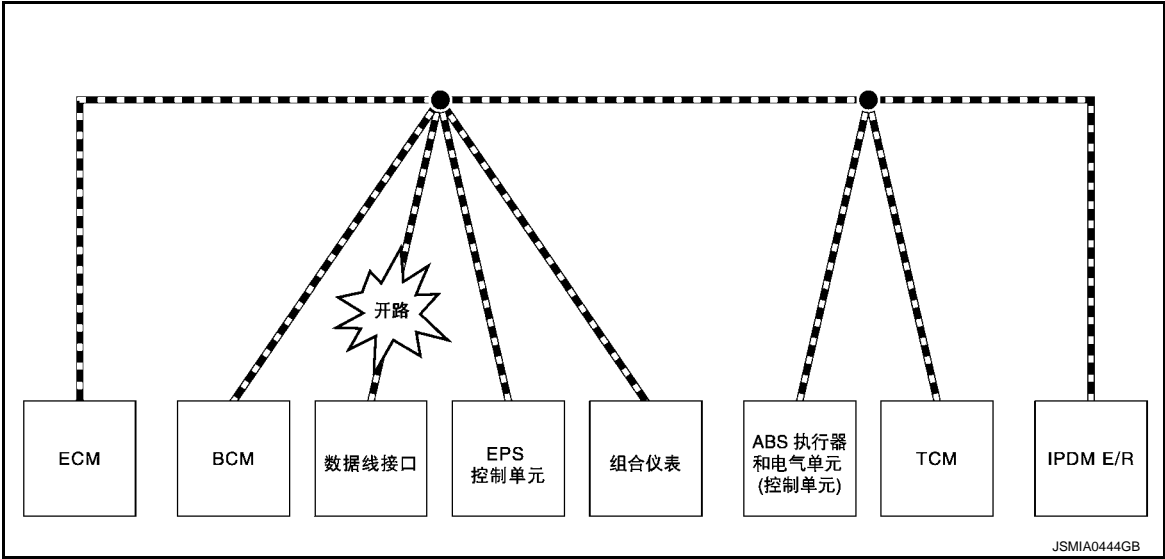 开路
ECM
BCM
数据线接口
EPS
控制单元
组合仪表
ABS 执行器
和电气单元
(控制单元)
TCM
IPDM E/R
JSMIA0444GB